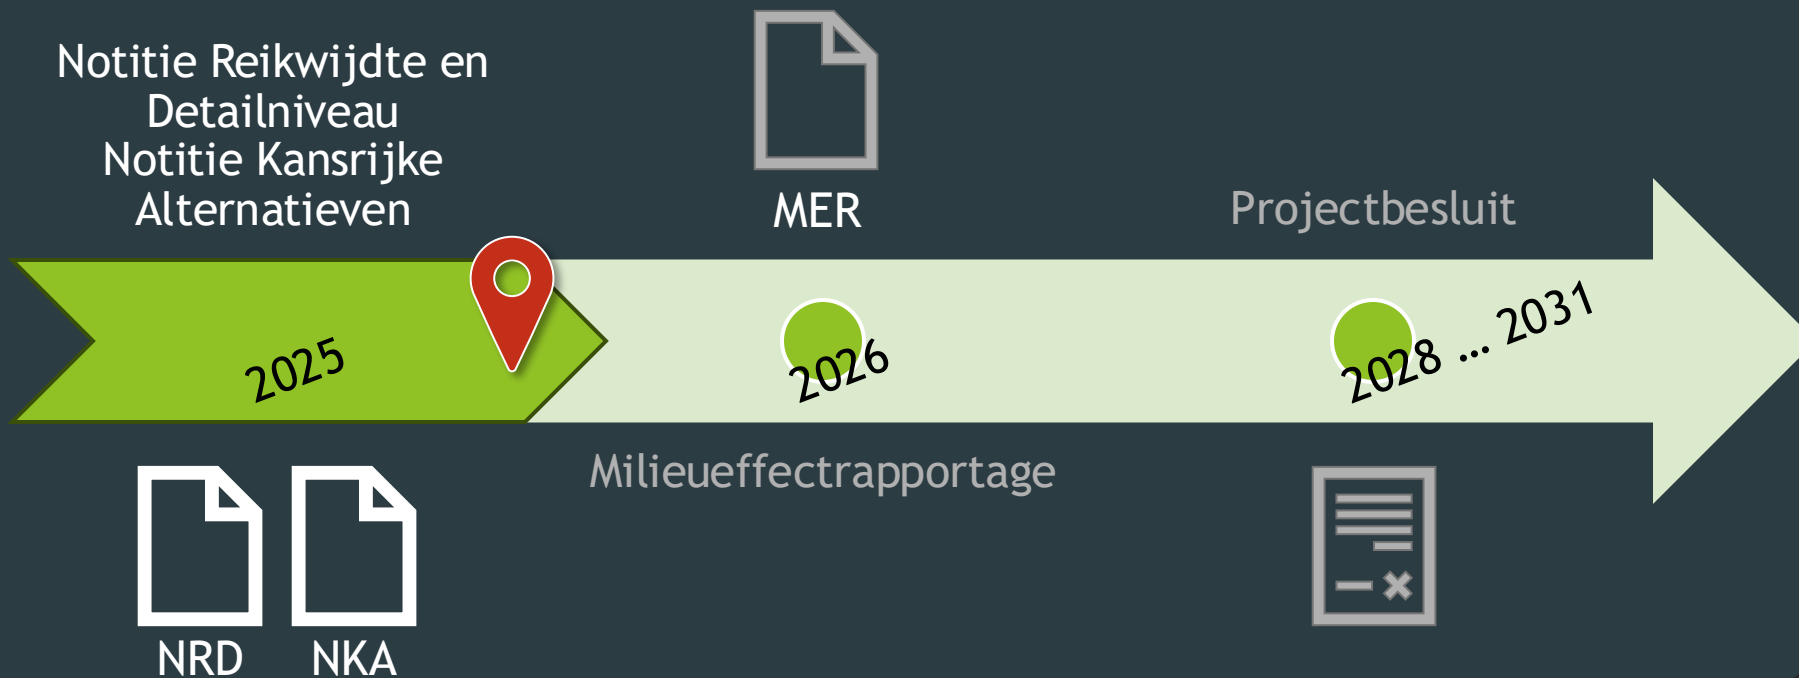 Notitie Reikwijdte en
Detailniveau
Notitie Kansrijke
Alternatieven
MER
Projectbesluit
2025
2026
2028 ... 2031
Milieueffectrapportage
NRD
NKA